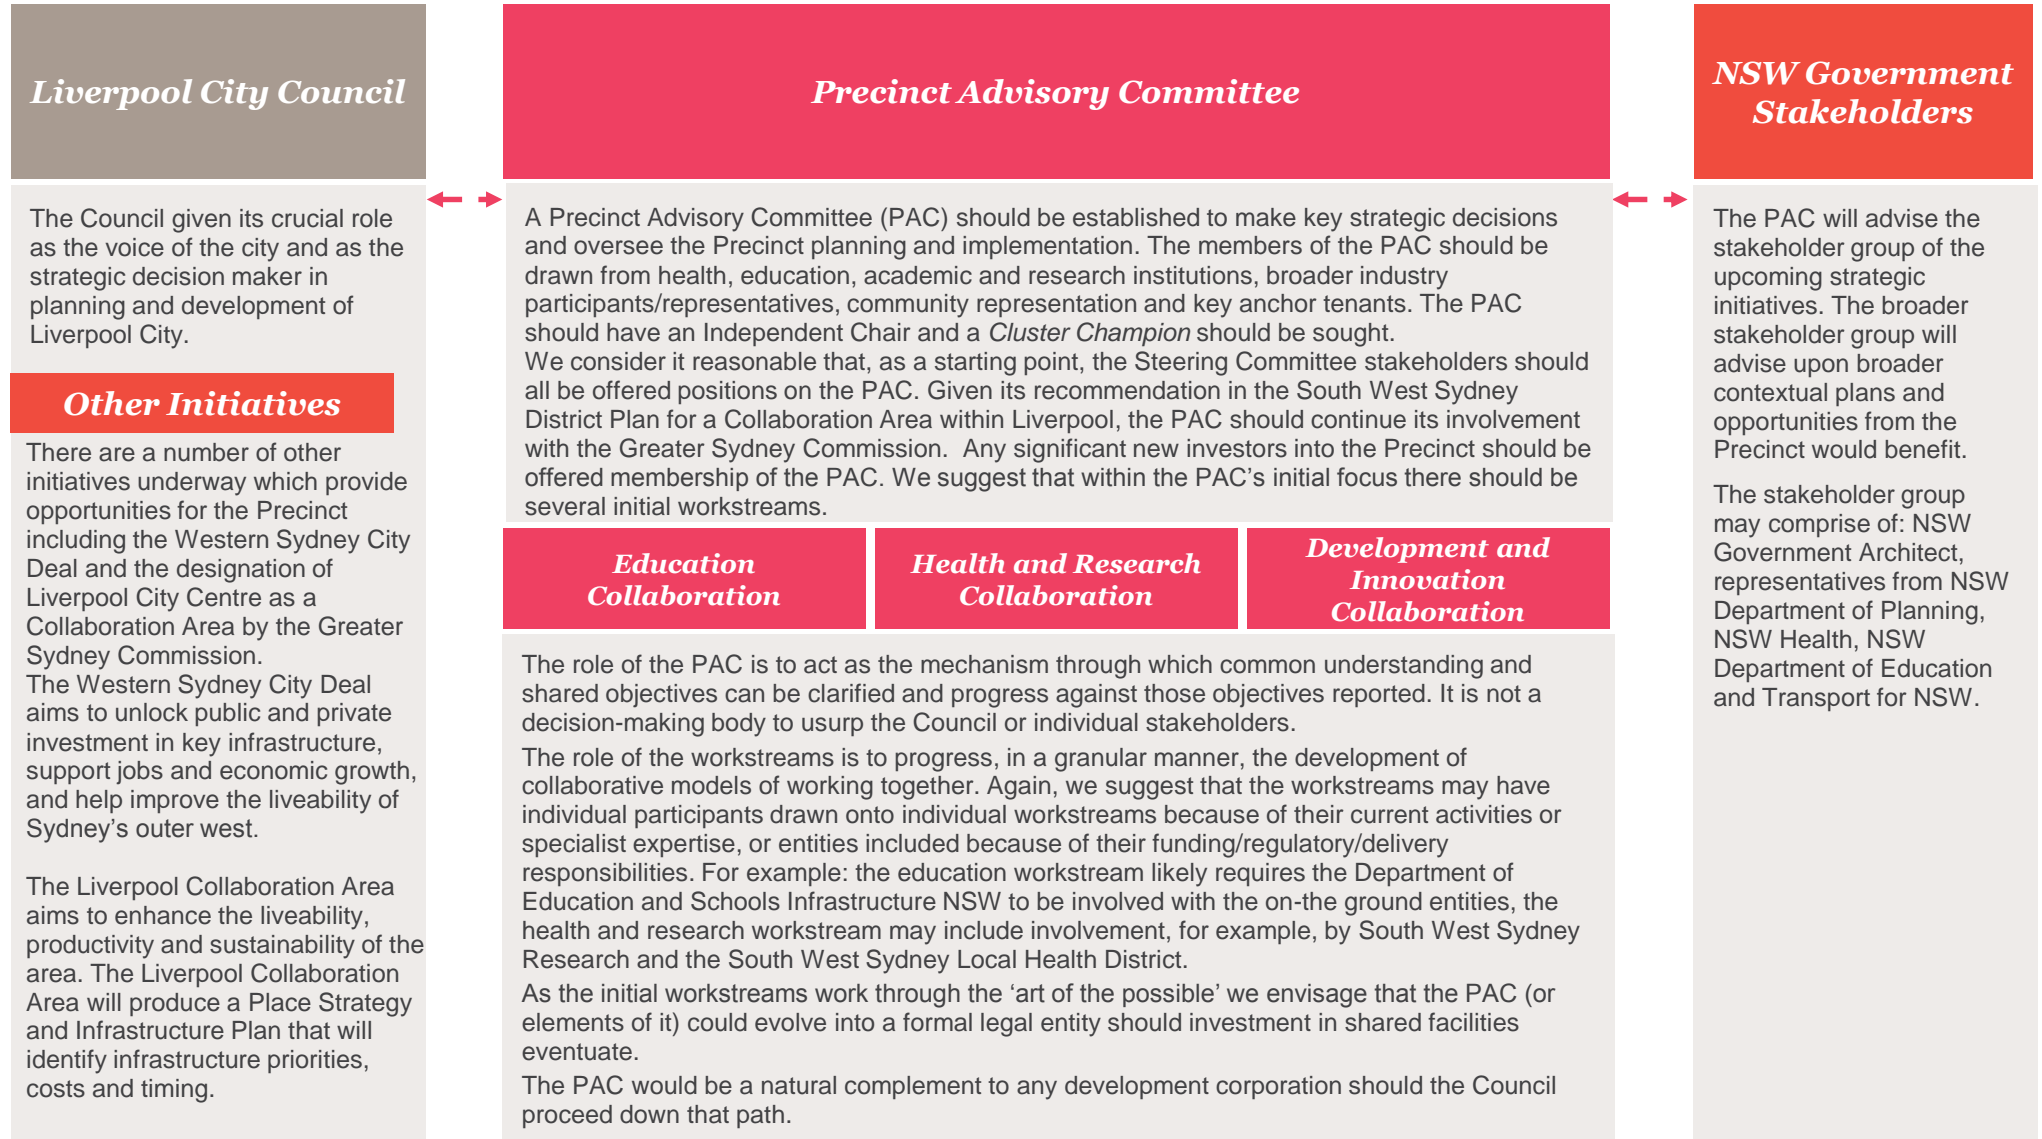 Liverpool City Council
The Council given its crucial role
as the voice of the city and as the
strategic decision maker in
planning and development of
Liverpool City.
Other Initiatives
There are a number of other
initiatives underway which provide
opportunities for the Precinct
including the Western Sydney City
Deal and the designation of
Liverpool City Centre as a
Collaboration Area by the Greater
Sydney Commission.
The Western Sydney City Deal
aims to unlock public and private
investment in key infrastructure,
support jobs and economic growth,
and help improve the liveability of
Sydney’s outer west.
The Liverpool Collaboration Area
aims to enhance the liveability,
productivity and sustainability of the
area. The Liverpool Collaboration
Area will produce a Place Strategy
and Infrastructure Plan that will
identify infrastructure priorities,
costs and timing.
Precinct Advisory Committee
A Precinct Advisory Committee (PAC) should be established to make key strategic decisions
and oversee the Precinct planning and implementation. The members of the PAC should be
drawn from health, education, academic and research institutions, broader industry
participants/representatives, community representation and key anchor tenants. The PAC
should have an Independent Chair and a Cluster Champion should be sought.
We consider it reasonable that, as a starting point, the Steering Committee stakeholders should
all be offered positions on the PAC. Given its recommendation in the South West Sydney
District Plan for a Collaboration Area within Liverpool, the PAC should continue its involvement
with the Greater Sydney Commission.  Any significant new investors into the Precinct should be
offered membership of the PAC. We suggest that within the PAC’s initial focus there should be
several initial workstreams.
Education
Collaboration
Health and Research
Collaboration
Development and
Innovation
Collaboration
The role of the PAC is to act as the mechanism through which common understanding and
shared objectives can be clarified and progress against those objectives reported. It is not a
decision-making body to usurp the Council or individual stakeholders.
The role of the workstreams is to progress, in a granular manner, the development of
collaborative models of working together. Again, we suggest that the workstreams may have
individual participants drawn onto individual workstreams because of their current activities or
specialist expertise, or entities included because of their funding/regulatory/delivery
responsibilities. For example: the education workstream likely requires the Department of
Education and Schools Infrastructure NSW to be involved with the on-the ground entities, the
health and research workstream may include involvement, for example, by South West Sydney
Research and the South West Sydney Local Health District.
As the initial workstreams work through the ‘art of the possible’ we envisage that the PAC (or
elements of it) could evolve into a formal legal entity should investment in shared facilities
eventuate.
The PAC would be a natural complement to any development corporation should the Council
proceed down that path.
NSW Government
Stakeholders
The PAC will advise the
stakeholder group of the
upcoming strategic
initiatives. The broader
stakeholder group will
advise upon broader
contextual plans and
opportunities from the
Precinct would benefit.
The stakeholder group
may comprise of: NSW
Government Architect,
representatives from NSW
Department of Planning,
NSW Health, NSW
Department of Education
and Transport for NSW.